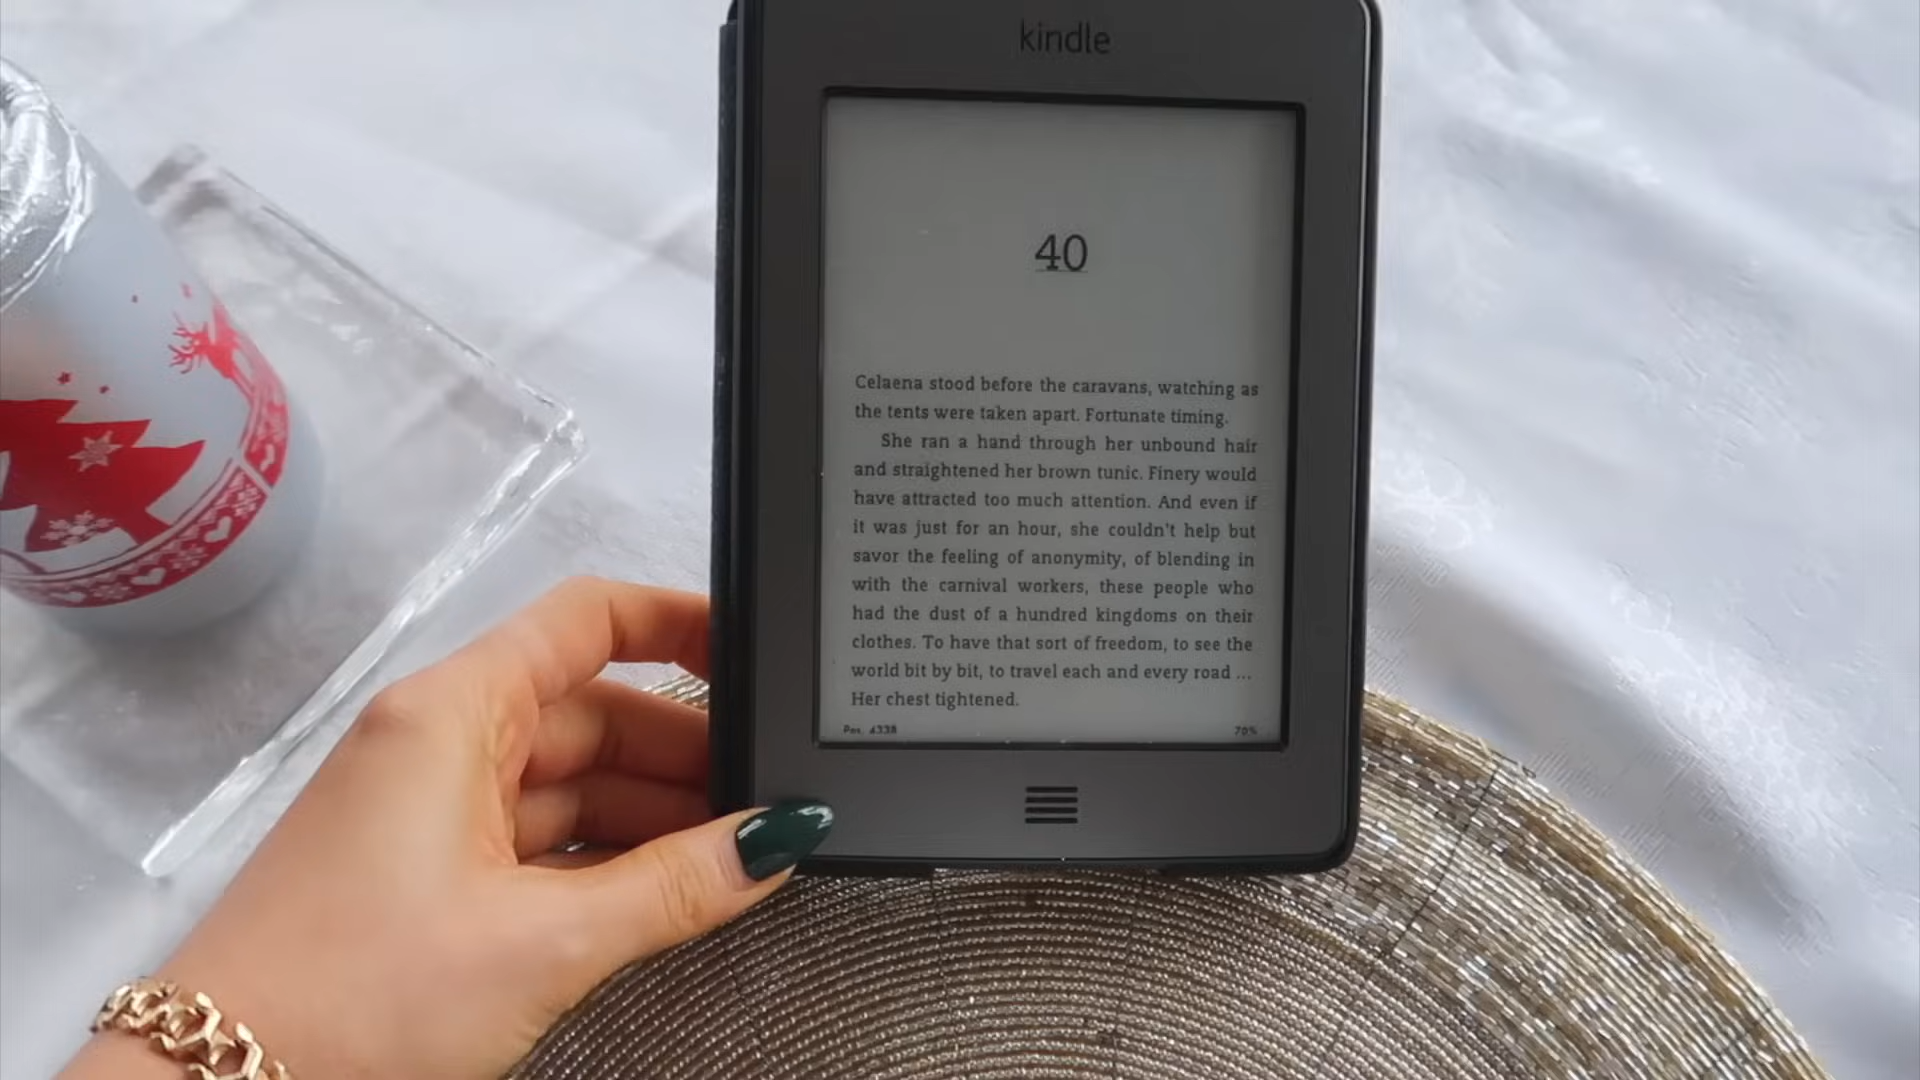 kindle
40
Celaena stood before the caravans, watching as
the tents were taken apart. Fortunate timing.
She ran a hand through her unbound hair
and straightened her brown tunic. Finery would
have attracted too much attention. And even if
it was just for an hour, she couldn't help but
savor the feeling of anonymity, of blending in
with the carnival workers, these people who
had the dust of a hundred kingdoms on their
clothes. To have that sort of freedom, to see the
world bit by bit, to travel each and every road ...
Her chest tightened.
Pos. 4338 70%